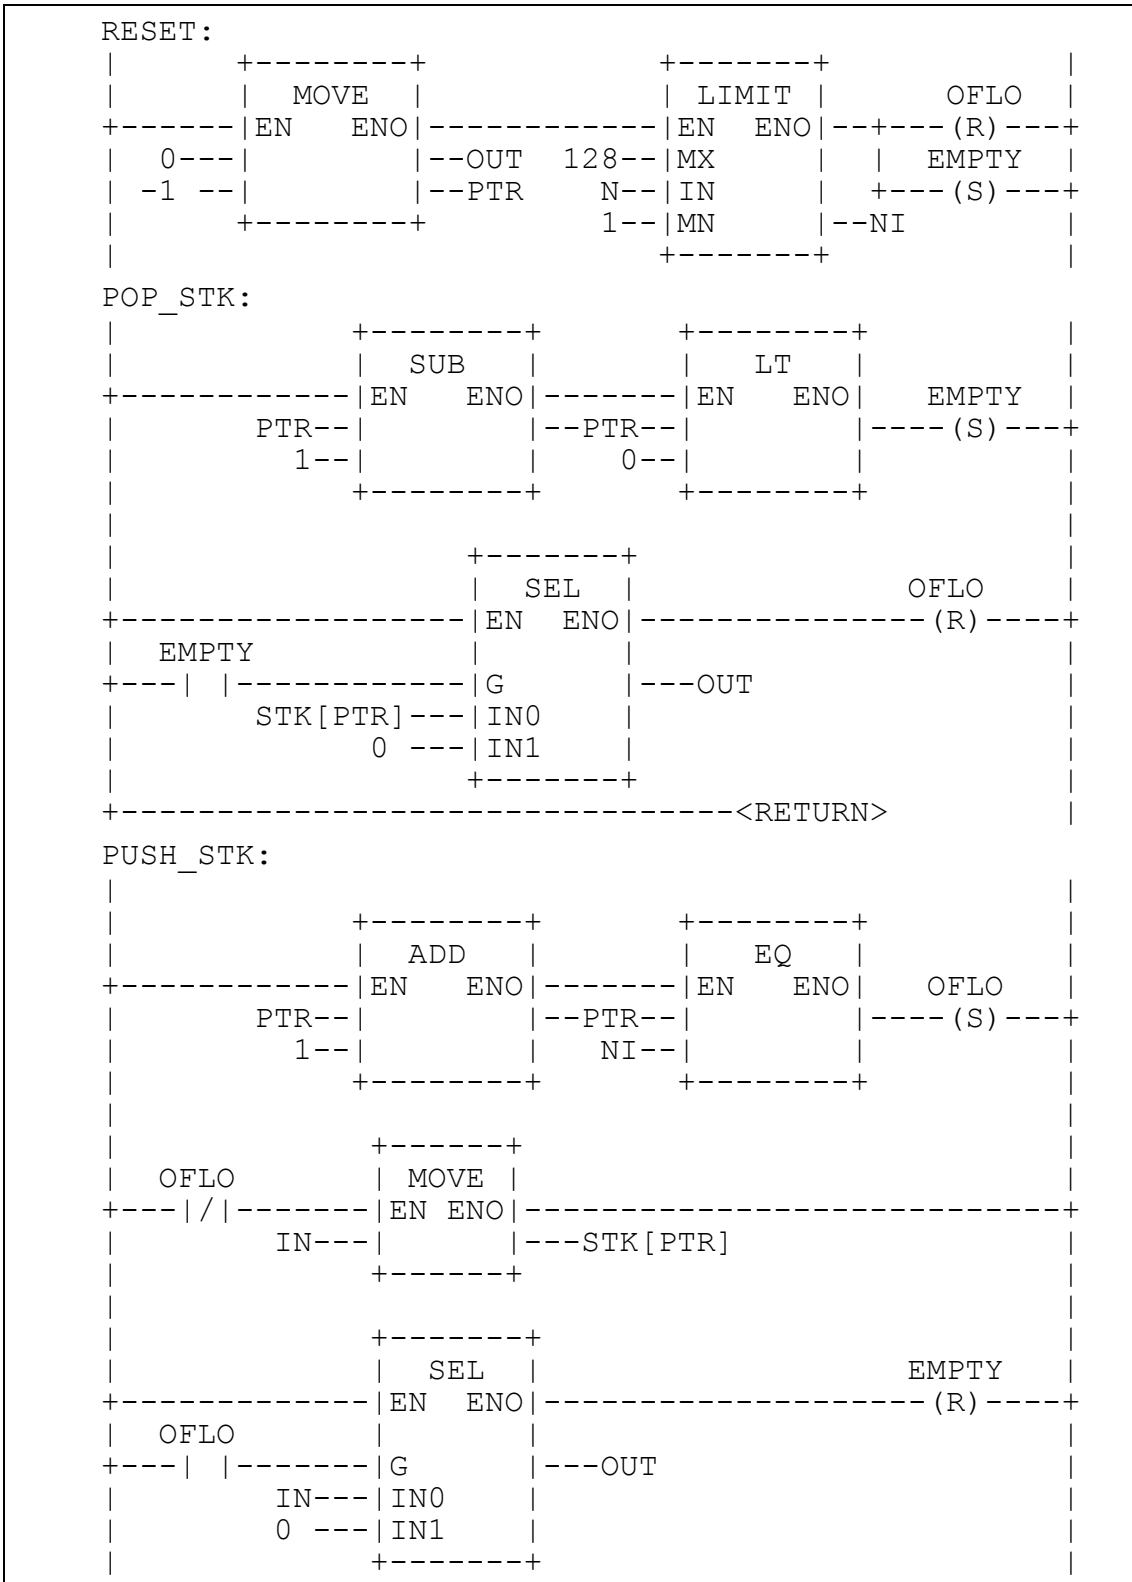 RESET:
|      +--------+            +-------+            |
|      |  MOVE  |            | LIMIT |     OFLO   |
+------|EN   ENO|------------|EN  ENO|--+---(R)---+
|  0---|        |--OUT  128--|MX     |  |  EMPTY  |
| -1 --|        |--PTR    N--|IN     |  +---(S)---+
|      +--------+         1--|MN     |--NI        |
|                            +-------+            |
POP_STK:
|            +--------+       +--------+          |
|            |  SUB   |       |   LT   |          |
+------------|EN   ENO|-------|EN   ENO|   EMPTY  |
|       PTR--|        |--PTR--|        |----(S)---+
|         1--|        |    0--|        |          |
|            +--------+       +--------+          |
|                                                 |
|                  +-------+                      |
|                  |  SEL  |              OFLO    |
+------------------|EN  ENO|---------------(R)----+
|  EMPTY           |       |                      |
+---| |------------|G      |---OUT                |
|       STK[PTR]---|IN0    |                      |
|             0 ---|IN1    |                      |
|                  +-------+                      |
+--------------------------------<RETURN>         |
PUSH_STK:
|                                                 |
|            +--------+       +--------+          |
|            |  ADD   |       |   EQ   |          |
+------------|EN   ENO|-------|EN   ENO|   OFLO   |
|       PTR--|        |--PTR--|        |----(S)---+
|         1--|        |   NI--|        |          |
|            +--------+       +--------+          |
|                                                 |
|             +------+                            |
|  OFLO       | MOVE |                            |
+---|/|-------|EN ENO|----------------------------+
|        IN---|      |---STK[PTR]                  |
|             +------+                            |
|                                                 |
|             +-------+                           |
|             |  SEL  |                   EMPTY   |
+-------------|EN  ENO|--------------------(R)----+
|  OFLO       |       |                           |
+---| |-------|G      |---OUT                     |
|        IN---|IN0    |                           |
|        0 ---|IN1    |                           |
|             +-------+                           |